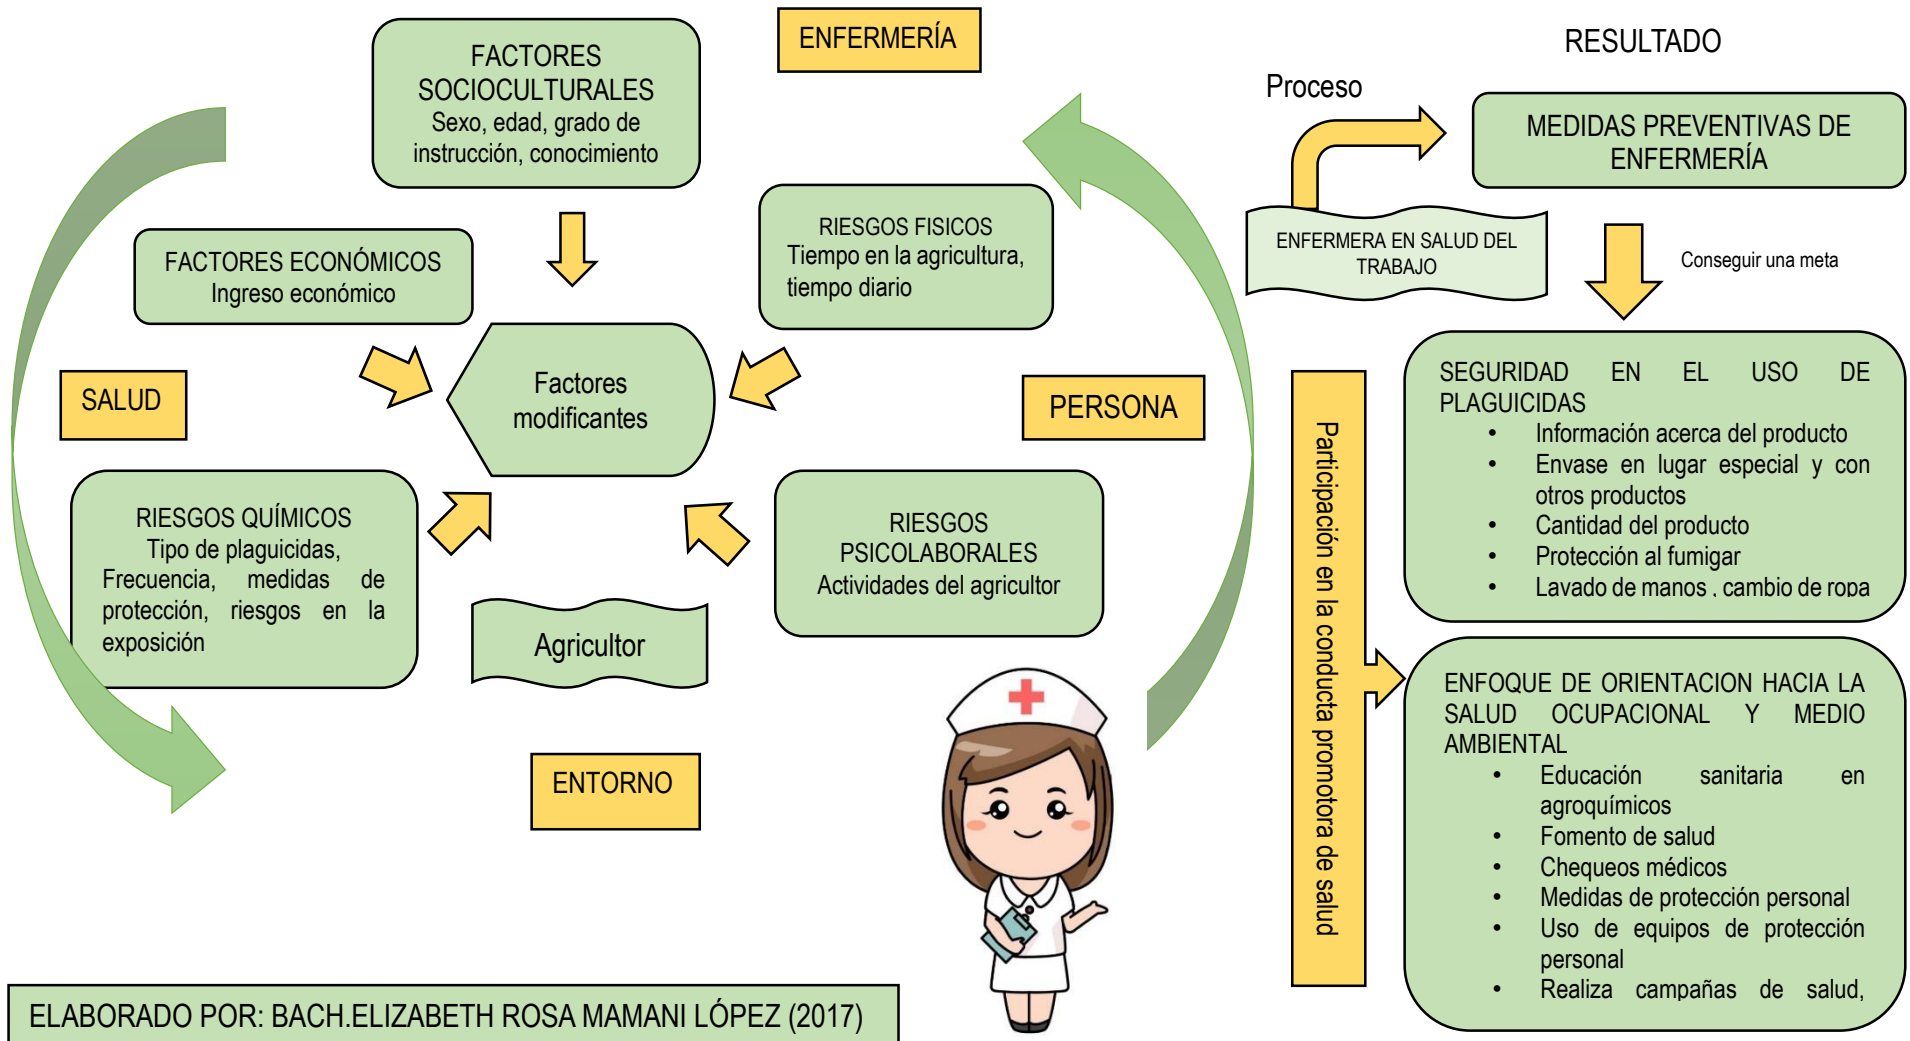 FACTORES
SOCIOCULTURALES
Sexo, edad, grado de
instrucción, conocimiento
ENFERMERÍA
FACTORES ECONÓMICOS
Ingreso económico
RIESGOS FISICOS
Tiempo en la agricultura,
tiempo diario
SALUD
Factores
modificantes
PERSONA
RIESGOS QUÍMICOS
Tipo de plaguicidas,
Frecuencia, medidas de
protección, riesgos en la
exposición
RIESGOS
PSICOLABORALES
Actividades del agricultor
Agricultor
ENTORNO
ELABORADO POR: BACH.ELIZABETH ROSA MAMANI LÓPEZ (2017)
RESULTADO
Proceso
MEDIDAS PREVENTIVAS DE
ENFERMERÍA
ENFERMERA EN SALUD DEL
TRABAJO
Conseguir una meta
Participación en la conducta promotora de salud
SEGURIDAD EN EL USO DE
PLAGUICIDAS
• Información acerca del producto
• Envase en lugar especial y con
otros productos
• Cantidad del producto
• Protección al fumigar
• Lavado de manos , cambio de ropa
ENFOQUE DE ORIENTACION HACIA LA
SALUD OCUPACIONAL Y MEDIO
AMBIENTAL
• Educación sanitaria en
agroquímicos
• Fomento de salud
• Chequeos médicos
• Medidas de protección personal
• Uso de equipos de protección
personal
• Realiza campañas de salud,